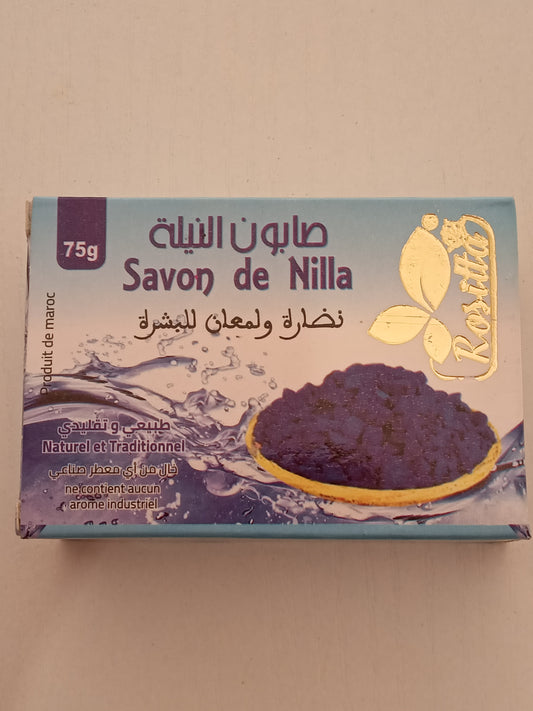 75g
صابون النيلة
Savon de Nilla
نضارة ولمعان للبشرة
Rositta
Produit de maroc
طبيعي و تقليدي
Naturel et Traditionnel
خال من أي معطر صناعي
ne contient aucun
arome industriel